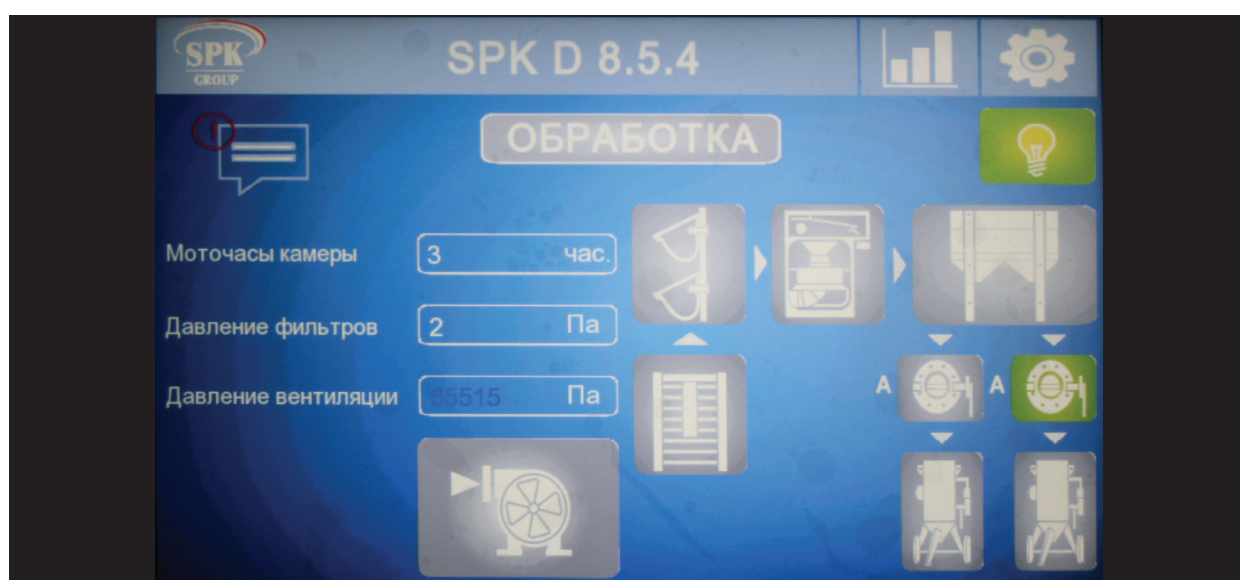 SPK
GROUP
SPK D 8.5.4
!
ОБРАБОТКА
Моточасы камеры 3 час.
Давление фильтров 2 Па
Давление вентиляции 65515 Па
А А